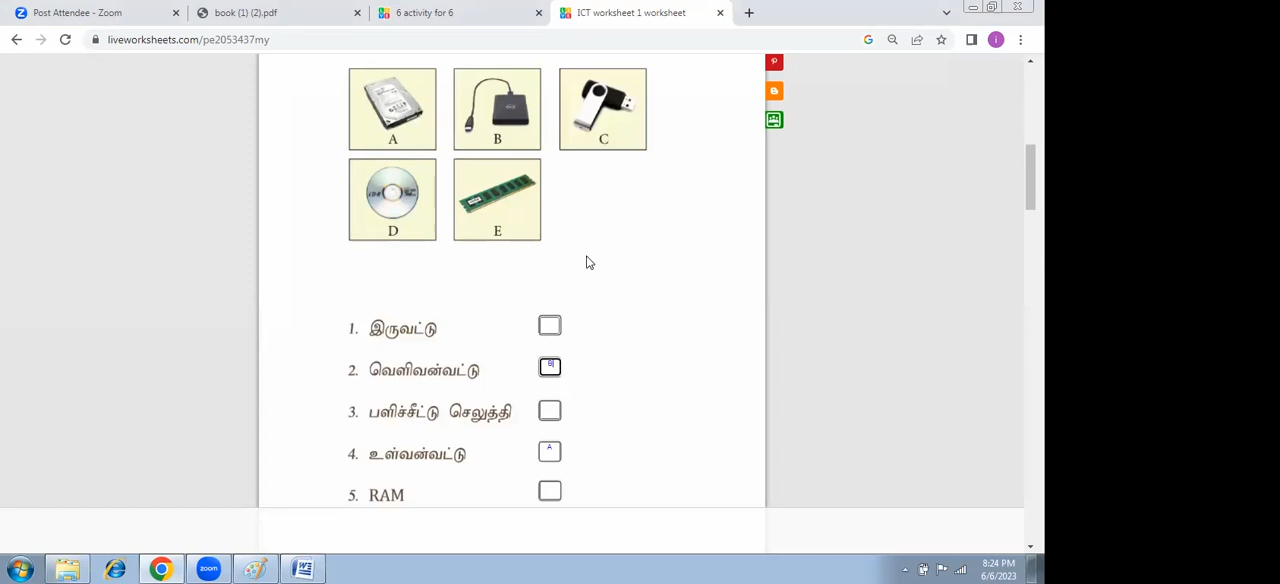 Post Attendee - Zoom
book (1) (2).pdf
6 activity for 6
ICT worksheet 1 worksheet
liveworksheets.com/pe2053437my
A
B
C
D
E
1. இருவட்டு
2. வெளிவன்வட்டு B
3. பளிச்சீட்டு செலுத்தி
4. உள்வன்வட்டு A
5. RAM
zoom
8:24 PM
6/6/2023